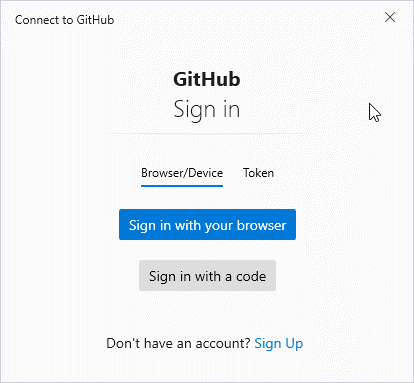 Connect to GitHub
GitHub
Sign in
Browser/Device Token
Sign in with your browser
Sign in with a code
Don't have an account? Sign Up